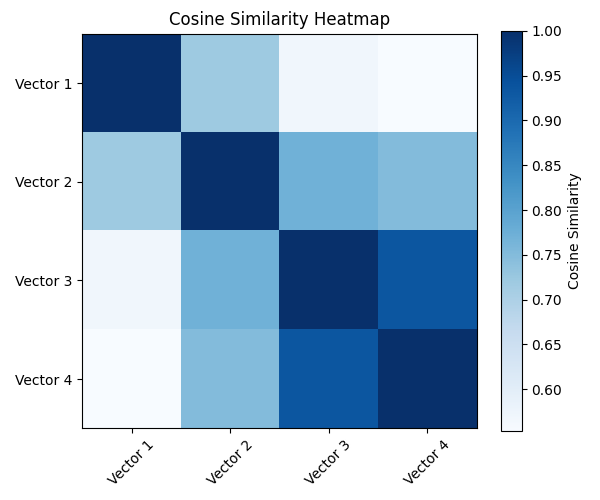 Cosine Similarity Heatmap
Vector 1
Vector 2
Vector 3
Vector 4
Vector 1
Vector 2
Vector 3
Vector 4
1.00
0.95
0.90
0.85
0.80
0.75
0.70
0.65
0.60
Cosine Similarity